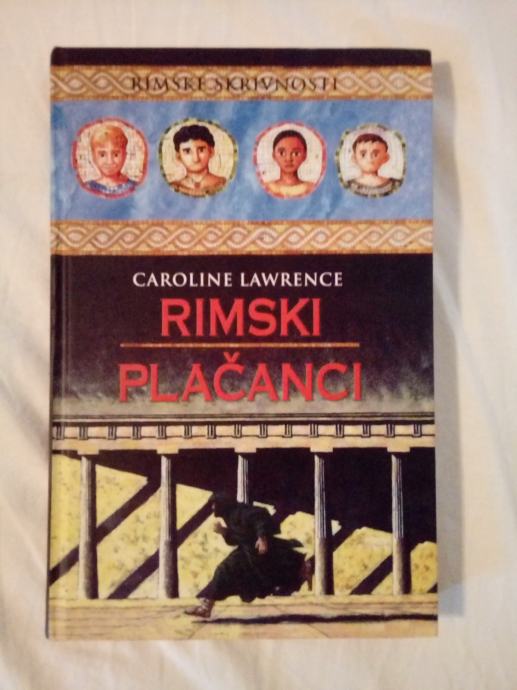 RIMSKE SKRIVNOSTI
CAROLINE LAWRENCE
RIMSKI
PLAČANCI